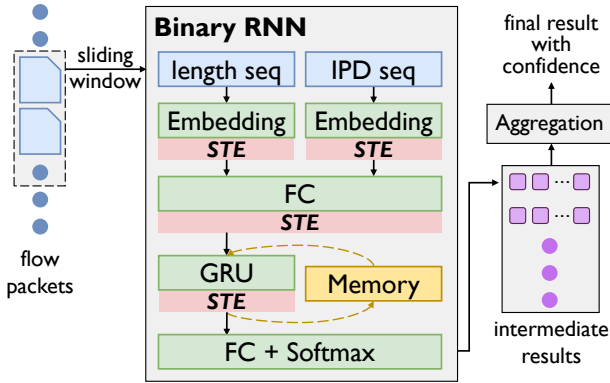 Binary RNN
sliding
window
length seq
IPD seq
Embedding
Embedding
STE
STE
FC
STE
GRU
Memory
STE
FC + Softmax
flow
packets
final result
with
confidence
Aggregation
...
...
intermediate
results